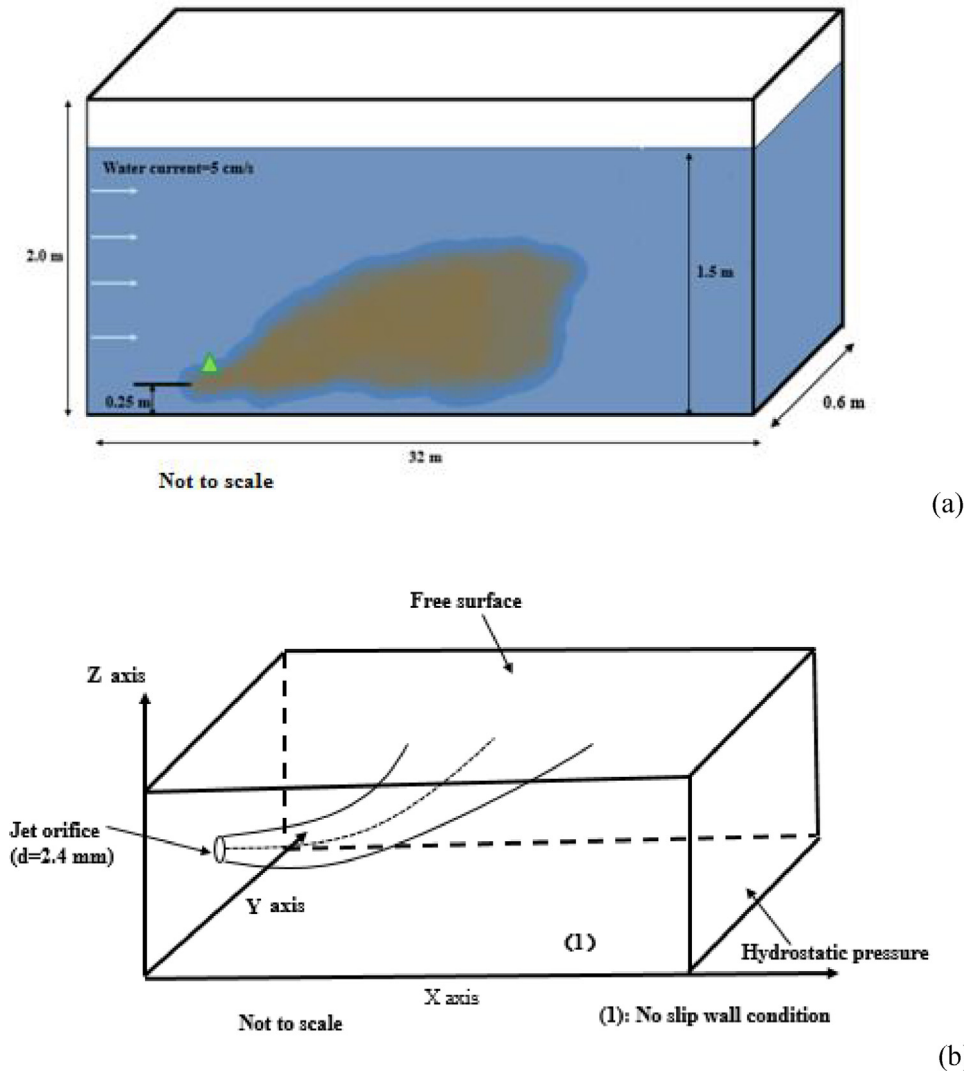 Water current=5 cm/s
2.0 m
1.5 m
0.25 m
0.6 m
32 m
Not to scale
(a)
Free surface
Z axis
Jet orifice
(d=2.4 mm)
Y axis
(1)
Hydrostatic pressure
X axis
Not to scale
(1): No slip wall condition
(b)